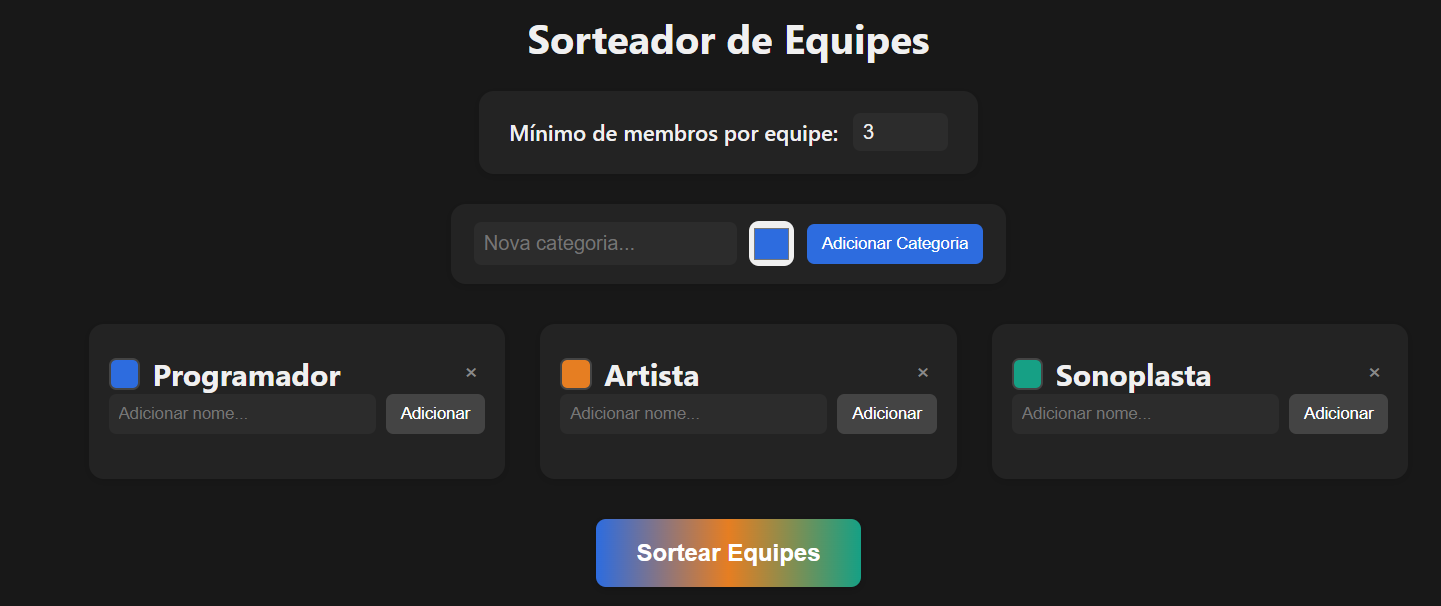 Sorteador de Equipes
Mínimo de membros por equipe: 3
Nova categoria... Adicionar Categoria
Programador ×
Adicionar nome... Adicionar
Artista ×
Adicionar nome... Adicionar
Sonoplasta ×
Adicionar nome... Adicionar
Sortear Equipes